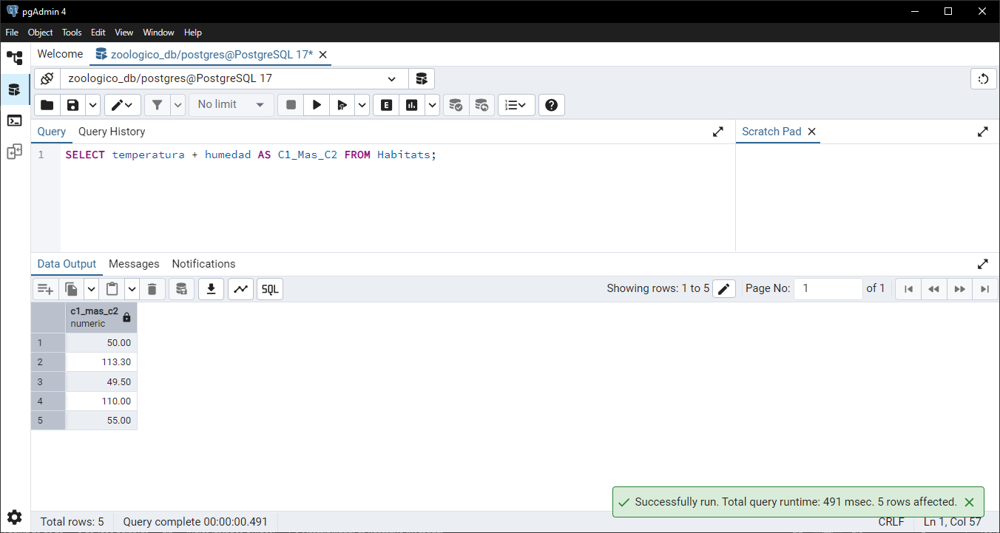 pgAdmin 4
File Object Tools Edit View Window Help
Welcome zoologico_db/postgres@PostgreSQL 17*
zoologico_db/postgres@PostgreSQL 17
No limit E
Query Query History Scratch Pad
1 SELECT temperatura + humedad AS C1_Mas_C2 FROM Habitats;
Data Output Messages Notifications
SQL Showing rows: 1 to 5 Page No: 1 of 1
c1_mas_c2
numeric
1 50.00
2 113.30
3 49.50
4 110.00
5 55.00
Successfully run. Total query runtime: 491 msec. 5 rows affected.
Total rows: 5 Query complete 00:00:00.491 CRLF Ln 1, Col 57